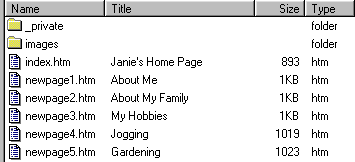 Name Title Size Type
_private folder
images folder
index.htm Janie's Home Page 893 htm
newpage1.htm About Me 1KB htm
newpage2.htm About My Family 1KB htm
newpage3.htm My Hobbies 1KB htm
newpage4.htm Jogging 1019 htm
newpage5.htm Gardening 1023 htm